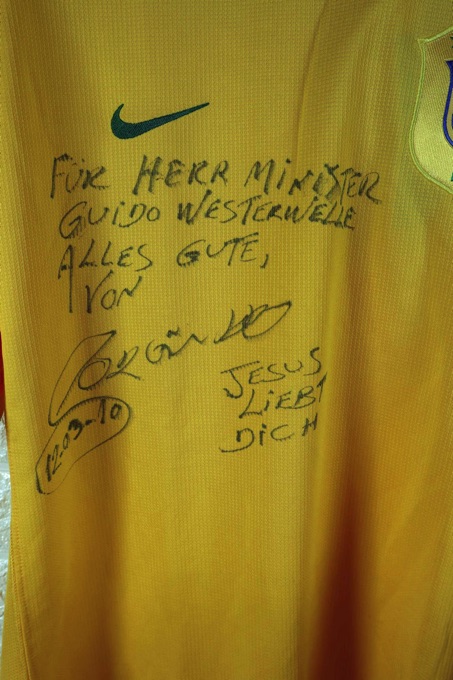 FÜR HERR MINISTER
GUIDO WESTERWELLE
ALLES GUTE,
VON
JESUS
LIEBT
DICH
12.03-10